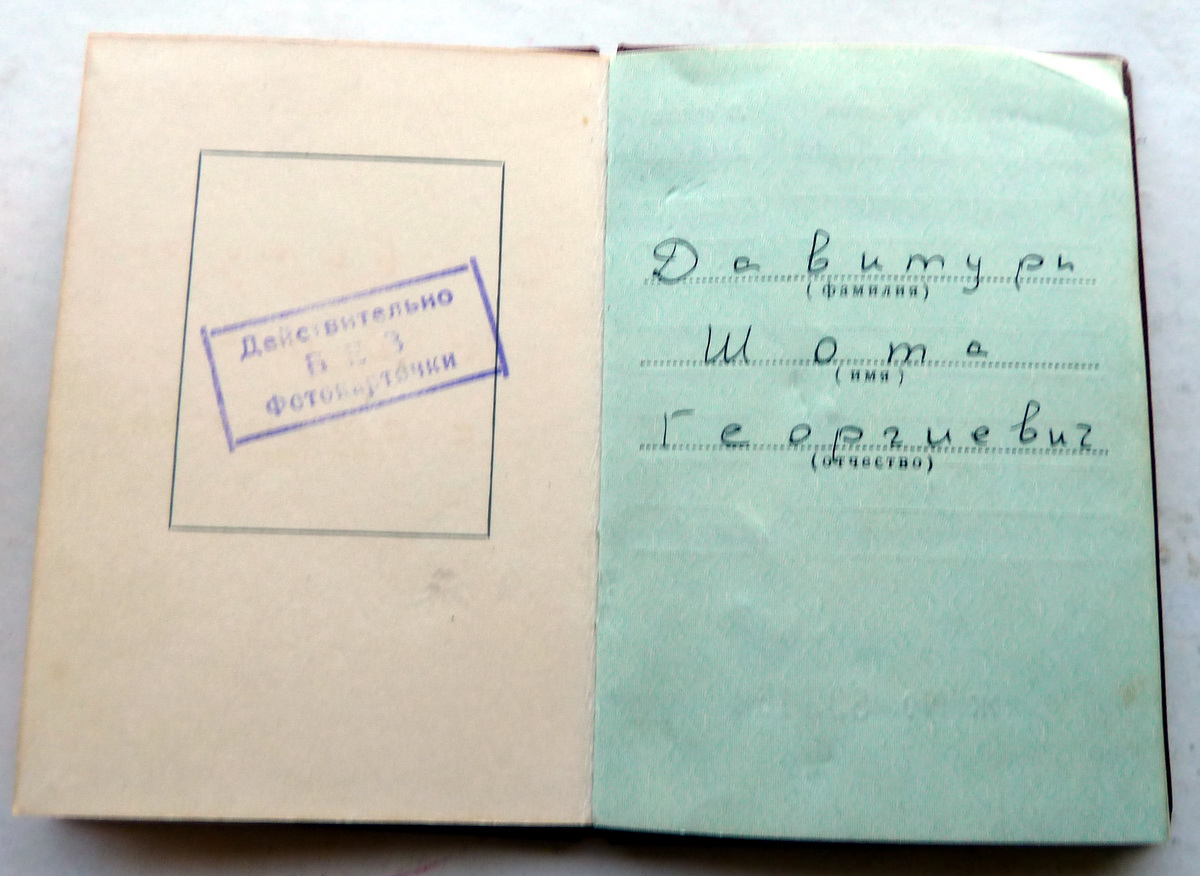 Действительно
БЕЗ
Фотокарточки
Давитури
(фамилия)
Шота
(имя)
Георгиевич
(отчество)